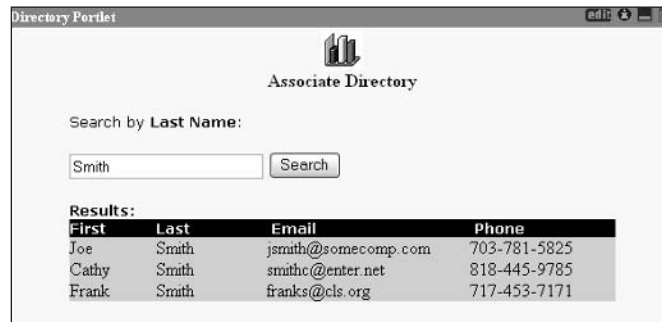 Directory Portlet edit
Associate Directory
Search by Last Name:
Smith Search
Results:
First Last Email Phone
Joe Smith jsmith@somecomp.com 703-781-5825
Cathy Smith smithc@enter.net 818-445-9785
Frank Smith franks@cls.org 717-453-7171